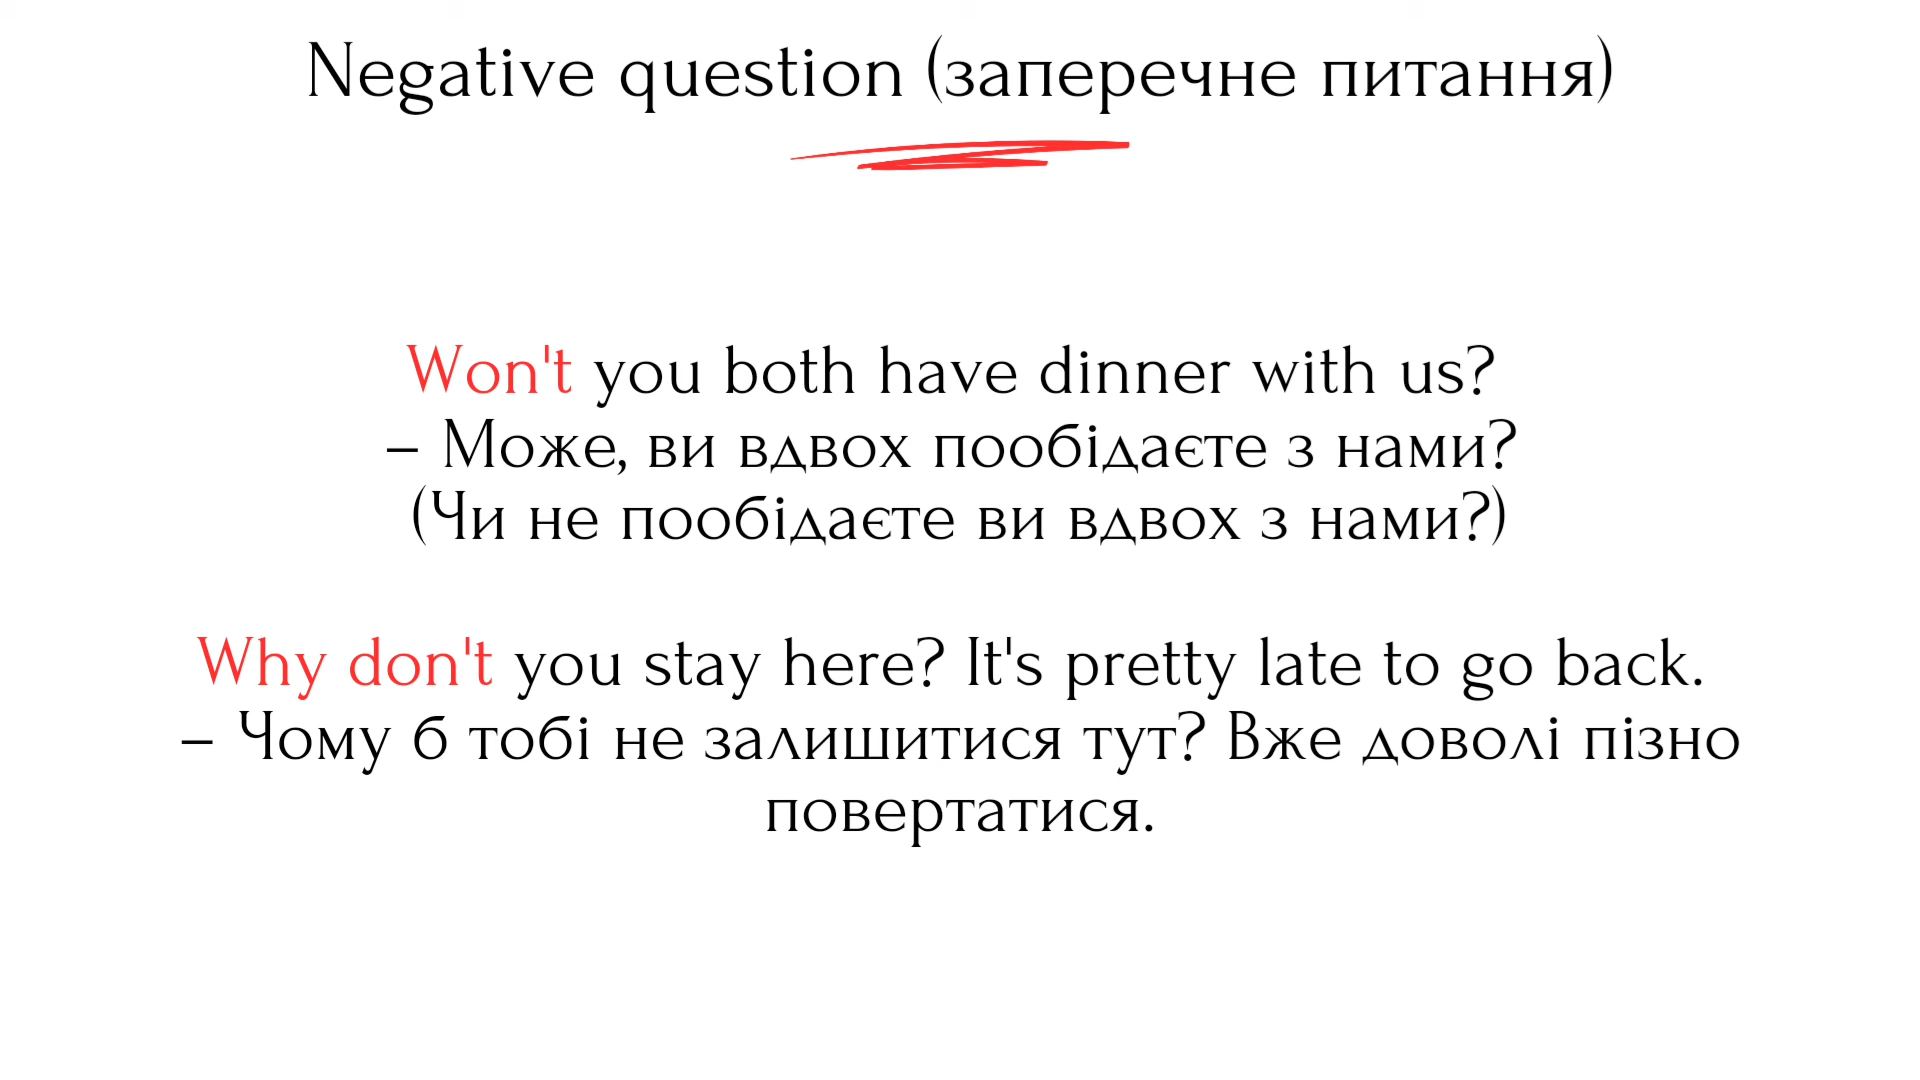 Negative question (заперечне питання)
Won't you both have dinner with us?
– Може, ви вдвох пообідаєте з нами?
(Чи не пообідаєте ви вдвох з нами?)
Why don't you stay here? It's pretty late to go back.
– Чому б тобі не залишитися тут? Вже доволі пізно
повертатися.